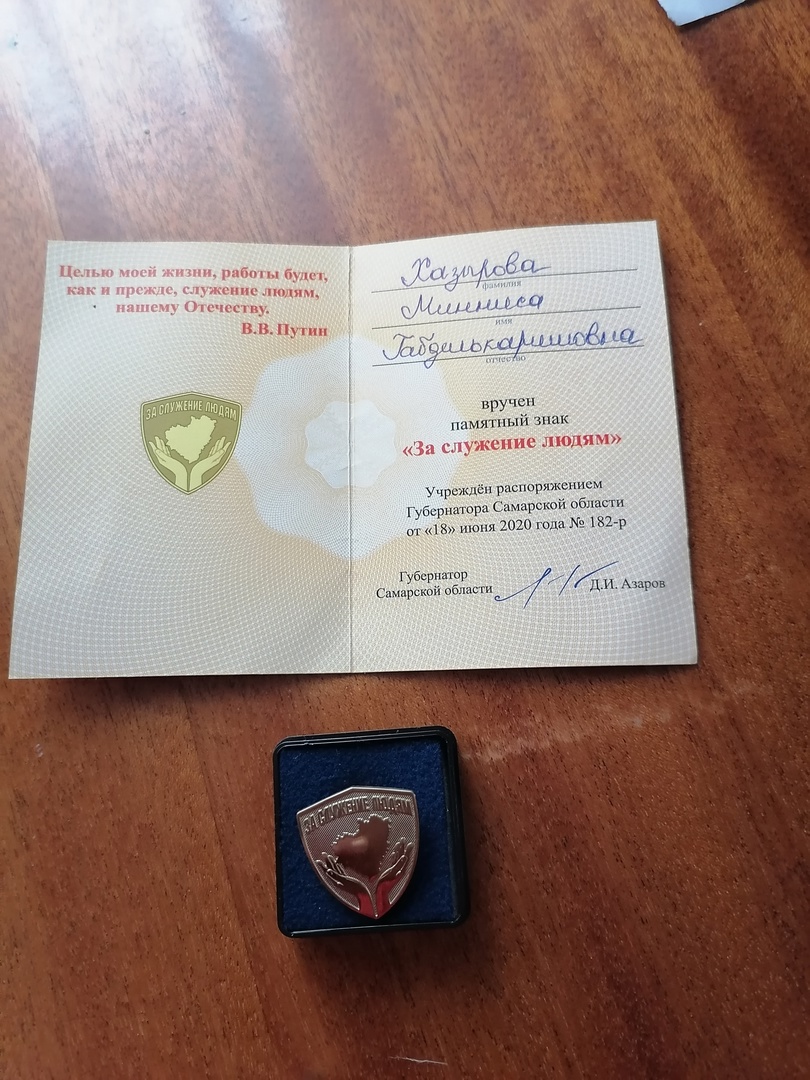 Целью моей жизни, работы будет,
как и прежде, служение людям,
нашему Отечеству.
В.В. Путин
ЗА СЛУЖЕНИЕ ЛЮДЯМ
Хазырова
фамилия
Минниса
имя
Габдилькаримовна
отчество
вручен
памятный знак
«За служение людям»
Учреждён распоряжением
Губернатора Самарской области
от «18» июня 2020 года № 182-р
Губернатор
Самарской области
Д.И. Азаров
ЗА СЛУЖЕНИЕ ЛЮДЯМ